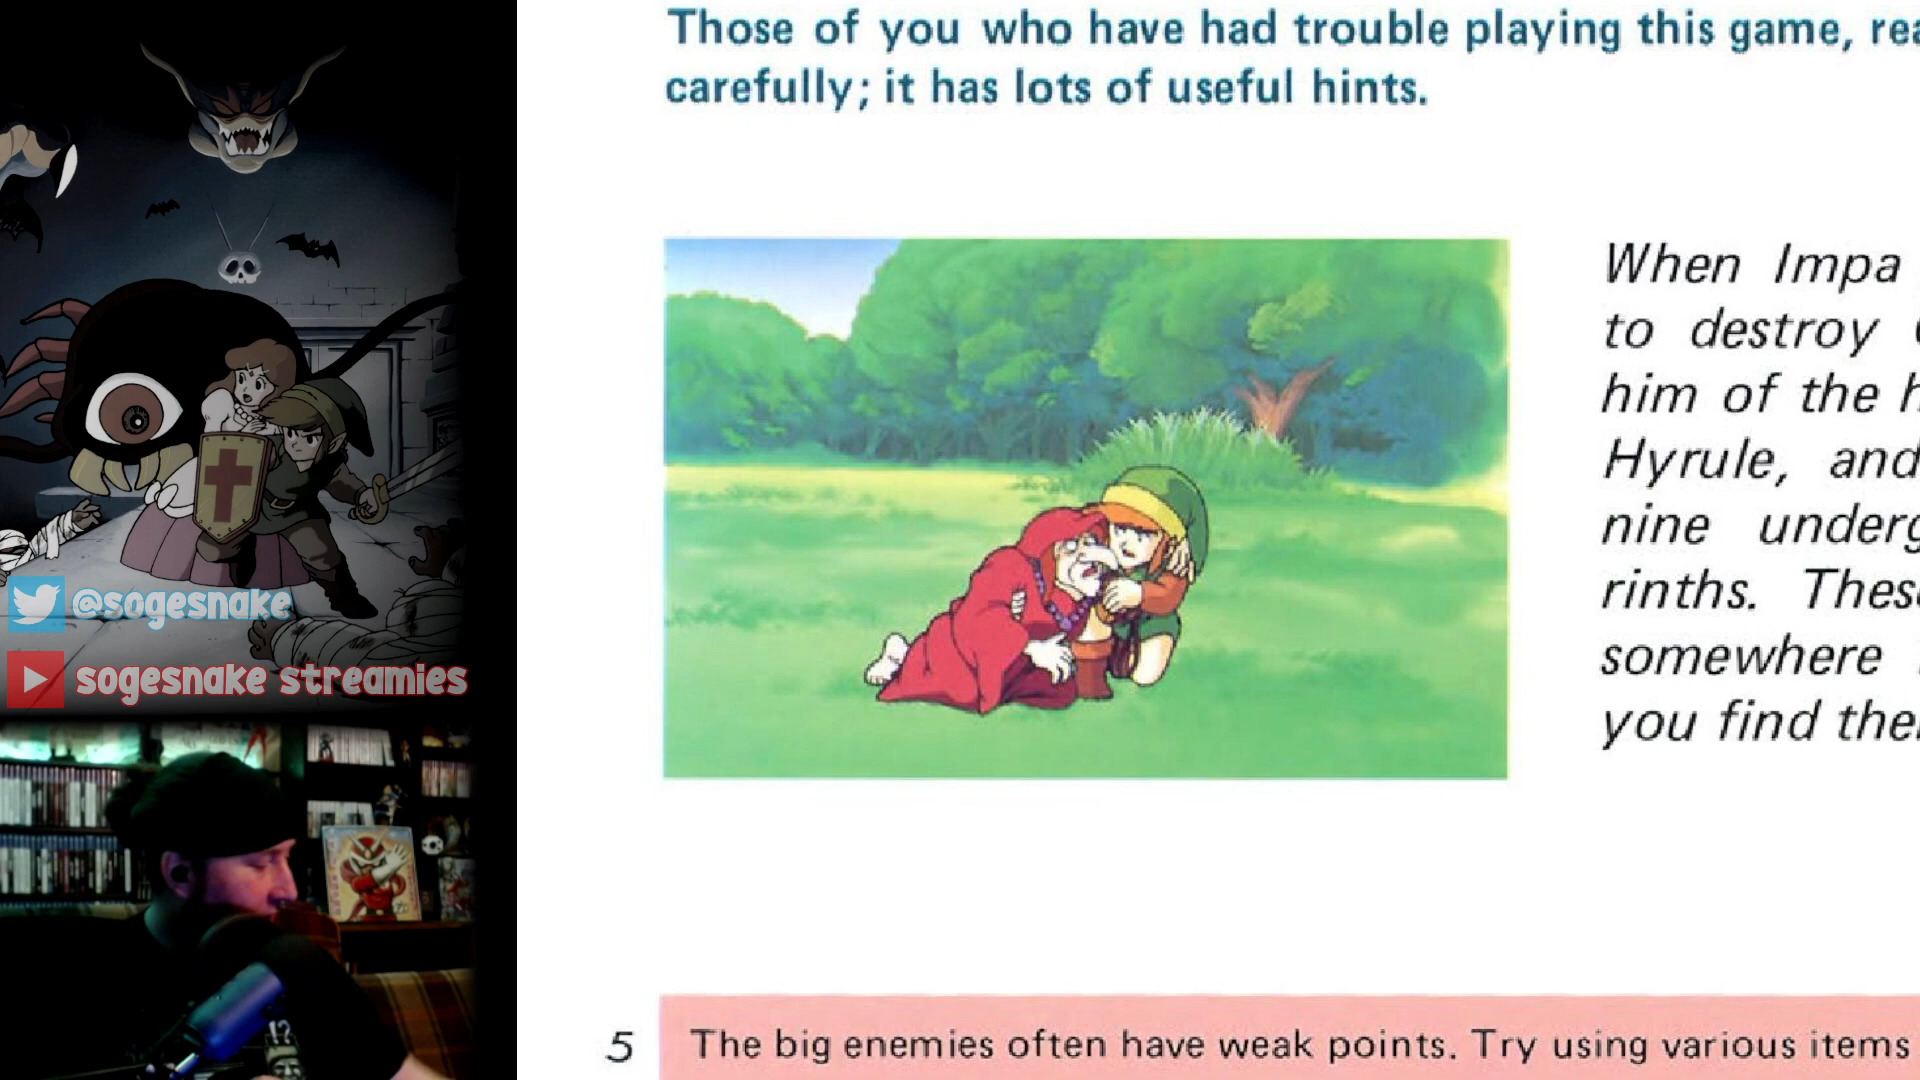 Those of you who have had trouble playing this game, rea
carefully; it has lots of useful hints.
When Impa
to destroy
him of the h
Hyrule, and
nine underg
rinths. Thes
somewhere
you find the
5 The big enemies often have weak points. Try using various items
@sogesnake
sogesnake streamies